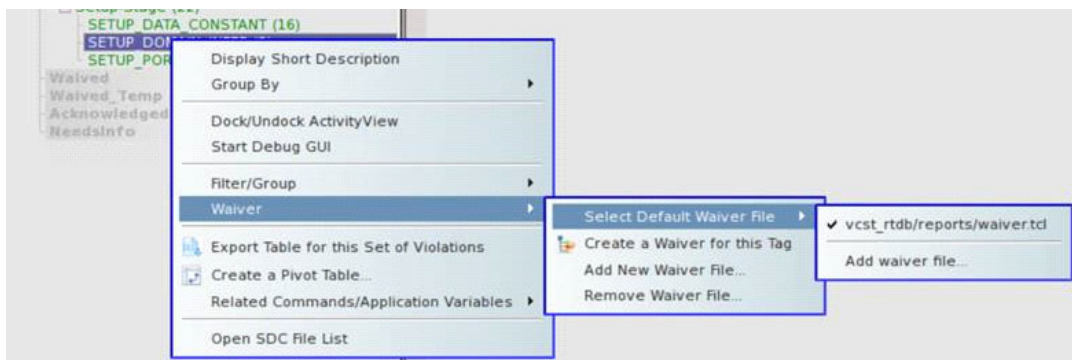 Setup Stage (22)
SETUP_DATA_CONSTANT (16)
SETUP_POR
Waived
Waived_Temp
Acknowledged
NeedsInfo
Display Short Description
Group By
Dock/Undock ActivityView
Start Debug GUI
Filter/Group
Waiver
Export Table for this Set of Violations
Create a Pivot Table...
Related Commands/Application Variables
Open SDC File List
Select Default Waiver File
Create a Waiver for this Tag
Add New Waiver File...
Remove Waiver File...
vcst_rtdb/reports/waiver.tcl
Add waiver file...